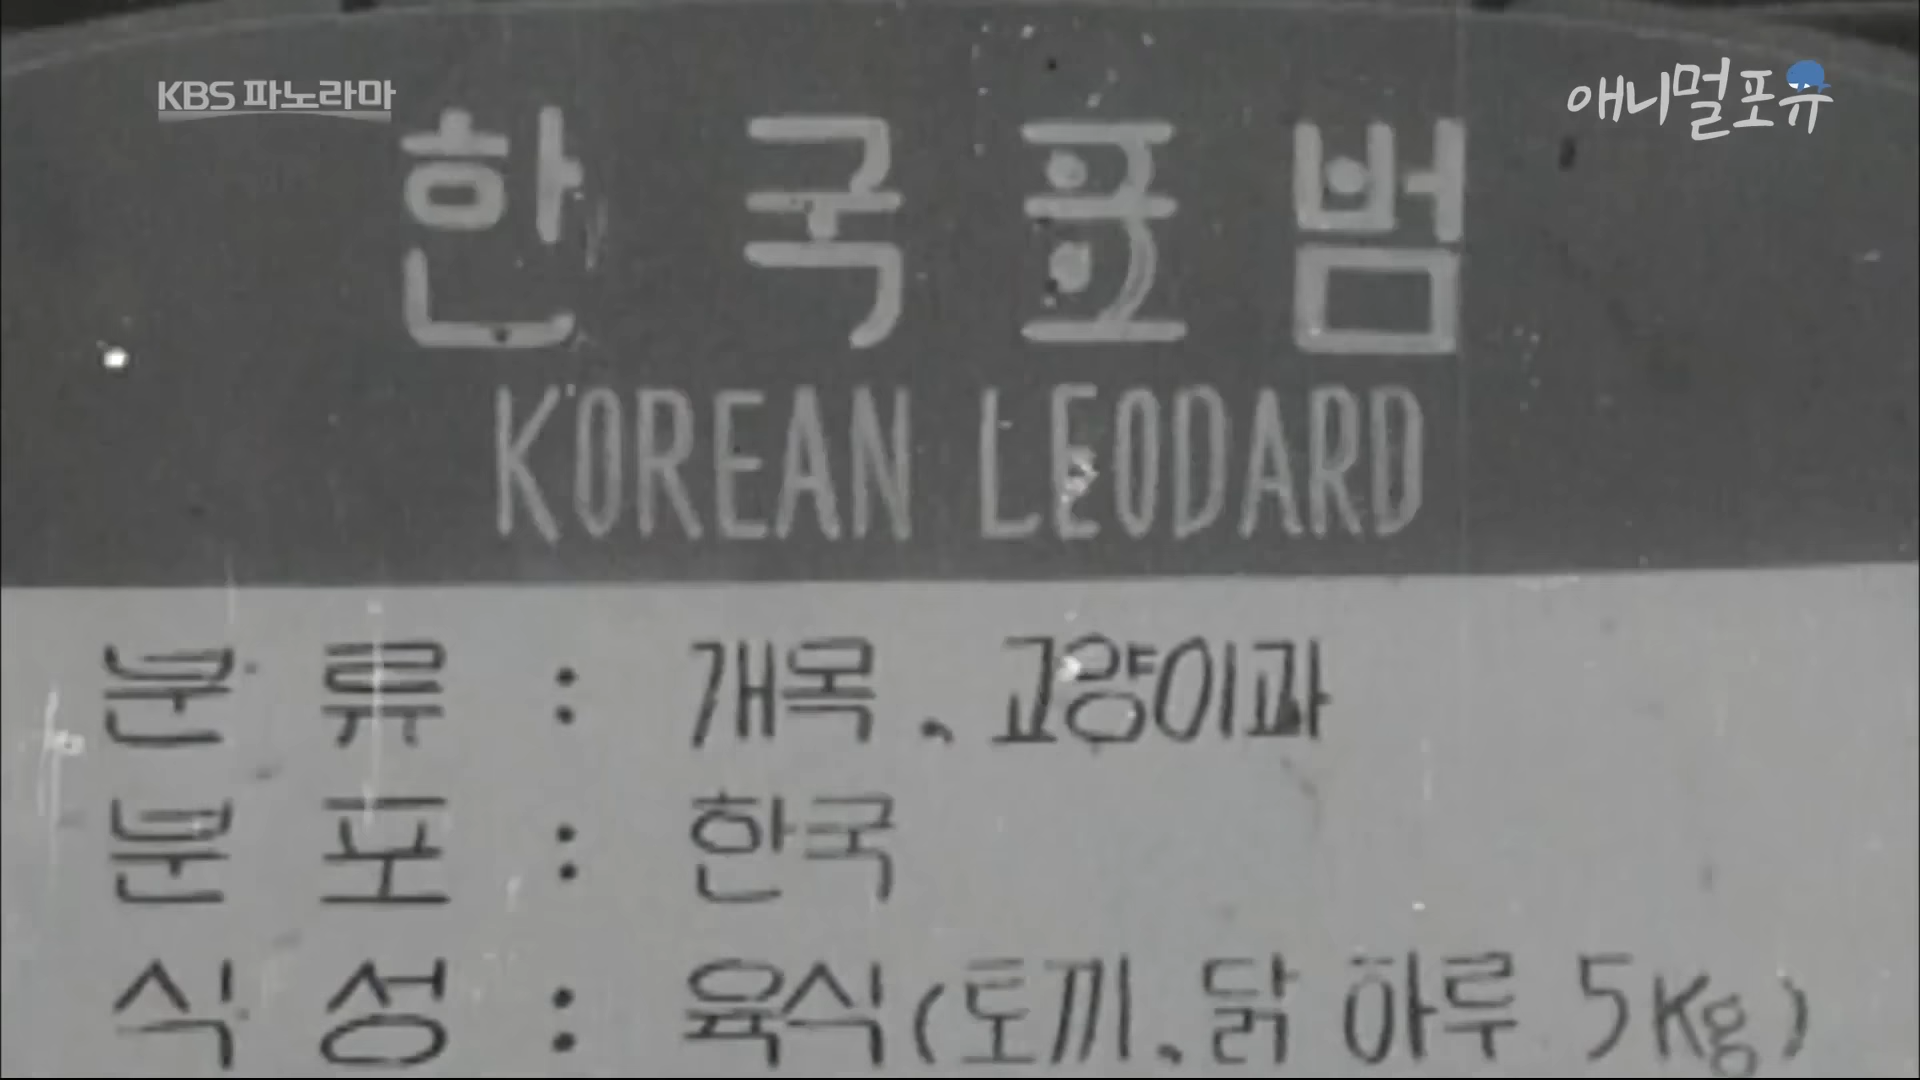 KBS 파노라마
애니멀포유
한국표범
KOREAN LEODARD
분류 : 개목, 고양이과
분포 : 한국
식성 : 육식(토끼,닭 하루 5Kg)